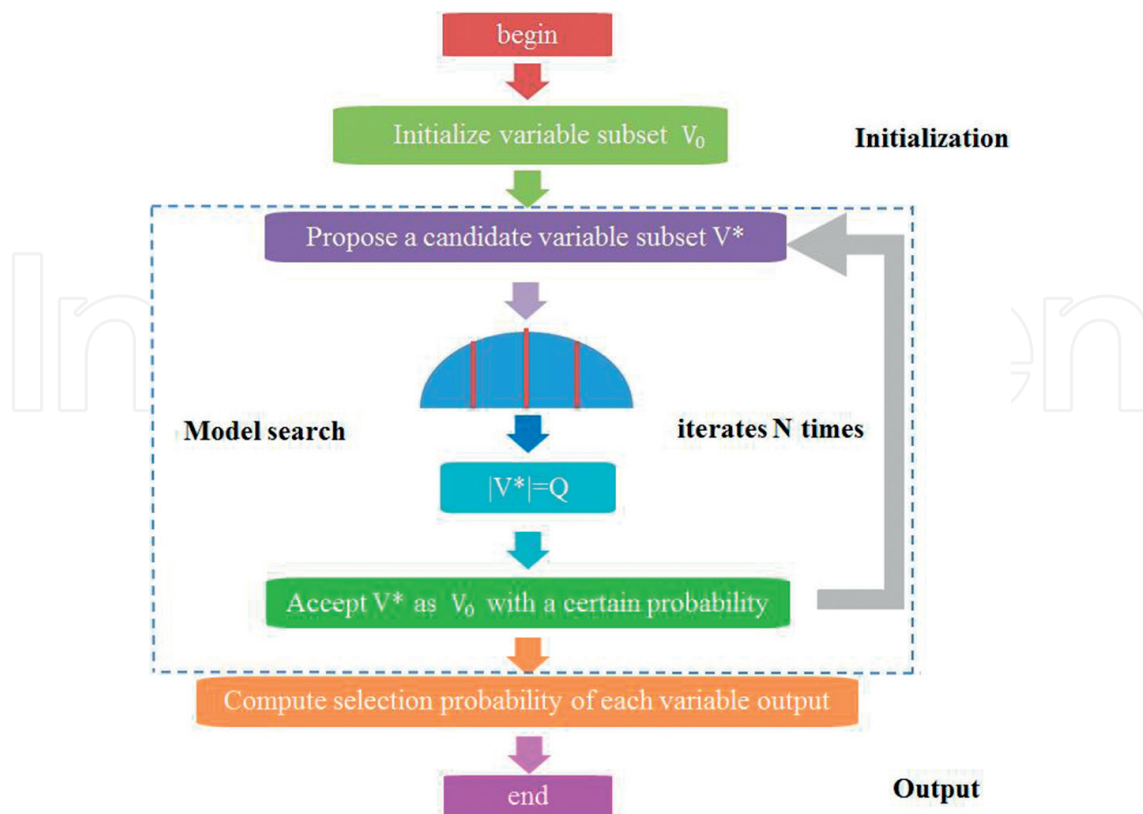 begin
Initialize variable subset V₀
Initialization
Propose a candidate variable subset V*
Model search
iterates N times
|V*|=Q
Accept V* as V₀ with a certain probability
Compute selection probability of each variable output
end
Output